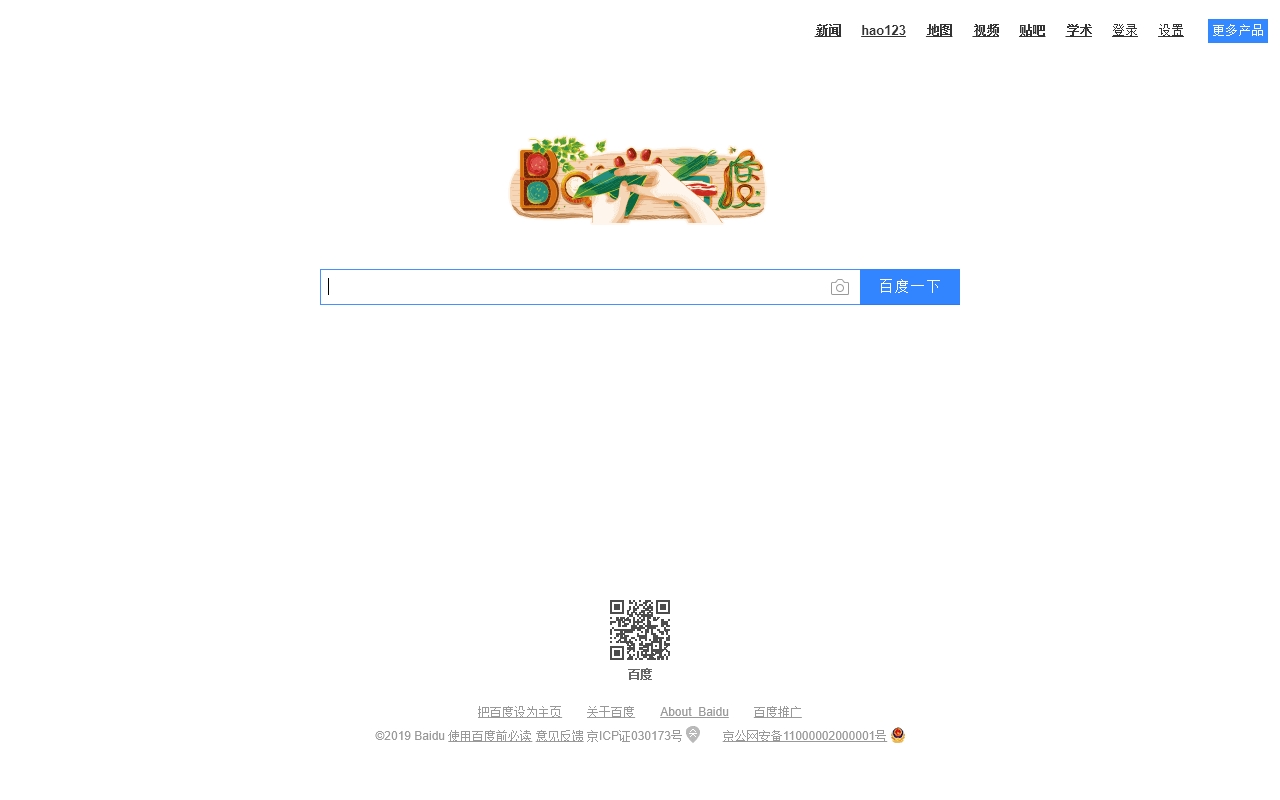 新闻 hao123 地图 视频 贴吧 学术 登录 设置 更多产品
Bai 百度
百度一下
百度
把百度设为主页 关于百度 About Baidu 百度推广
©2019 Baidu 使用百度前必读 意见反馈 京ICP证030173号 京公网安备11000002000001号